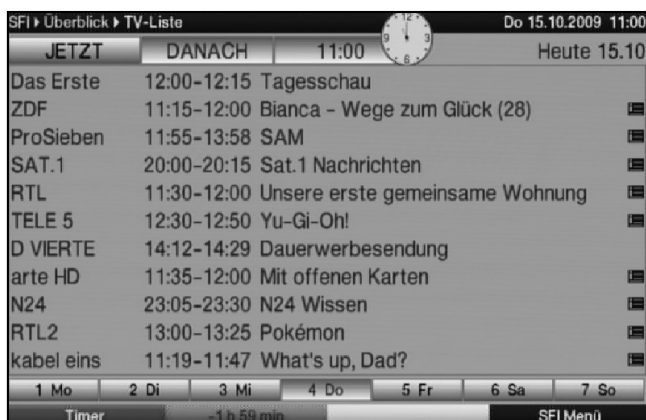 SFI ▸ Überblick ▸ TV-Liste Do 15.10.2009 11:00
JETZT DANACH 11:00 12 3 6 9 Heute 15.10
Das Erste 12:00-12:15 Tagesschau
ZDF 11:15-12:00 Bianca - Wege zum Glück (28)
ProSieben 11:55-13:58 SAM
SAT.1 20:00-20:15 Sat.1 Nachrichten
RTL 11:30-12:00 Unsere erste gemeinsame Wohnung
TELE 5 12:30-12:50 Yu-Gi-Oh!
D VIERTE 14:12-14:29 Dauerwerbesendung
arte HD 11:35-12:00 Mit offenen Karten
N24 23:05-23:30 N24 Wissen
RTL2 13:00-13:25 Pokémon
kabel eins 11:19-11:47 What's up, Dad?
1 Mo 2 Di 3 Mi 4 Do 5 Fr 6 Sa 7 So
Timer -1 h 59 min SFI Menü